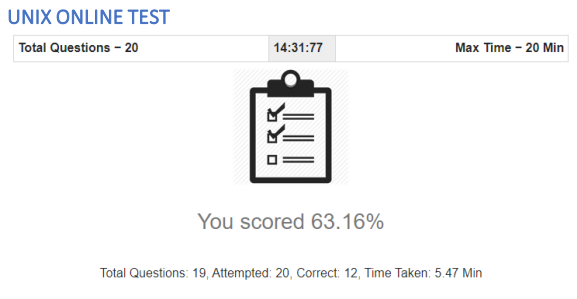 UNIX ONLINE TEST
Total Questions − 20 14:31:77 Max Time − 20 Min
You scored 63.16%
Total Questions: 19, Attempted: 20, Correct: 12, Time Taken: 5.47 Min